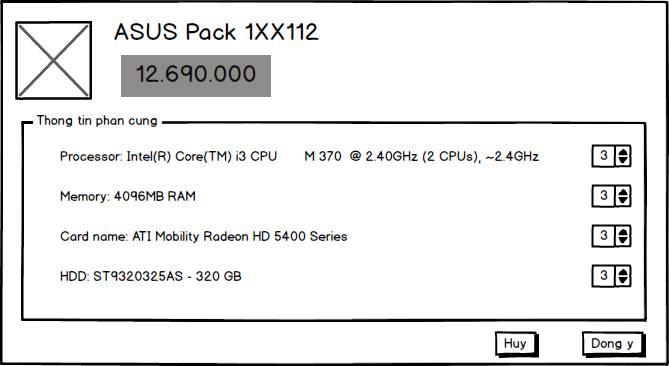 ASUS Pack 1XX112
12.690.000
Thong tin phan cung
Processor: Intel(R) Core(TM) i3 CPU M 370 @ 2.40GHz (2 CPUs), ~2.4GHz 3
Memory: 4096MB RAM 3
Card name: ATI Mobility Radeon HD 5400 Series 3
HDD: ST9320325AS - 320 GB 3
Huy Dong y